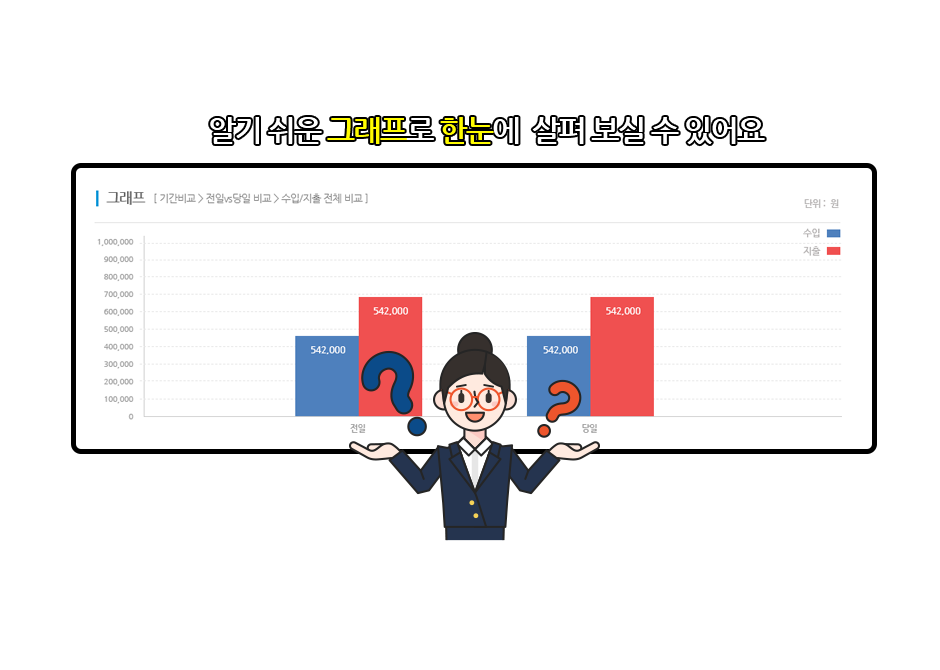 알기 쉬운 그래프로 한눈에 살펴 보실 수 있어요
그래프 [ 기간비교 > 전일vs당일 비교 > 수입/지출 전체 비교 ]
단위 : 원
수입
지출
1,000,000
900,000
800,000
700,000
600,000
500,000
400,000
300,000
200,000
100,000
0
542,000
542,000
542,000
542,000
전일
당일
?
?